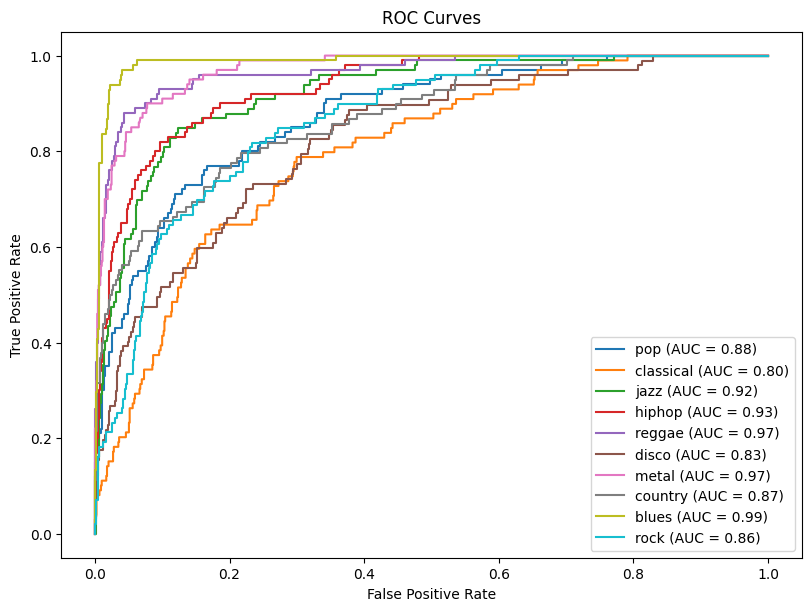 ROC Curves
1.0
0.8
0.6
0.4
0.2
0.0
True Positive Rate
pop (AUC = 0.88)
classical (AUC = 0.80)
jazz (AUC = 0.92)
hiphop (AUC = 0.93)
reggae (AUC = 0.97)
disco (AUC = 0.83)
metal (AUC = 0.97)
country (AUC = 0.87)
blues (AUC = 0.99)
rock (AUC = 0.86)
0.0 0.2 0.4 0.6 0.8 1.0
False Positive Rate